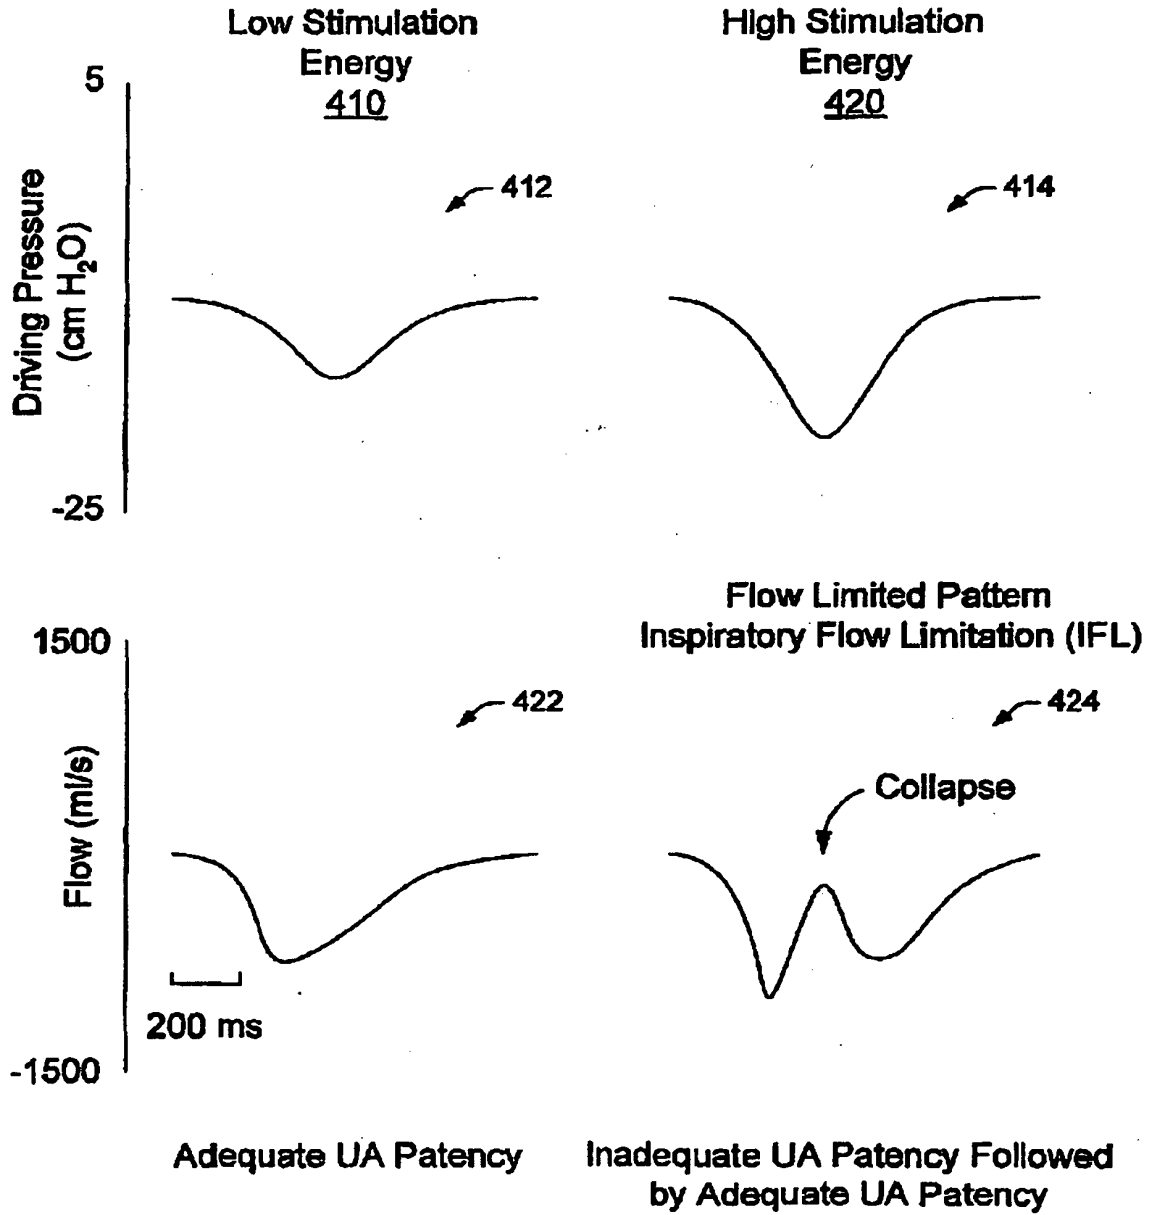 Low Stimulation
Energy
410
High Stimulation
Energy
420
5
Driving Pressure
(cm H₂O)
-25
412
414
Flow Limited Pattern
Inspiratory Flow Limitation (IFL)
1500
Flow (ml/s)
-1500
422
424
Collapse
200 ms
Adequate UA Patency
Inadequate UA Patency Followed
by Adequate UA Patency